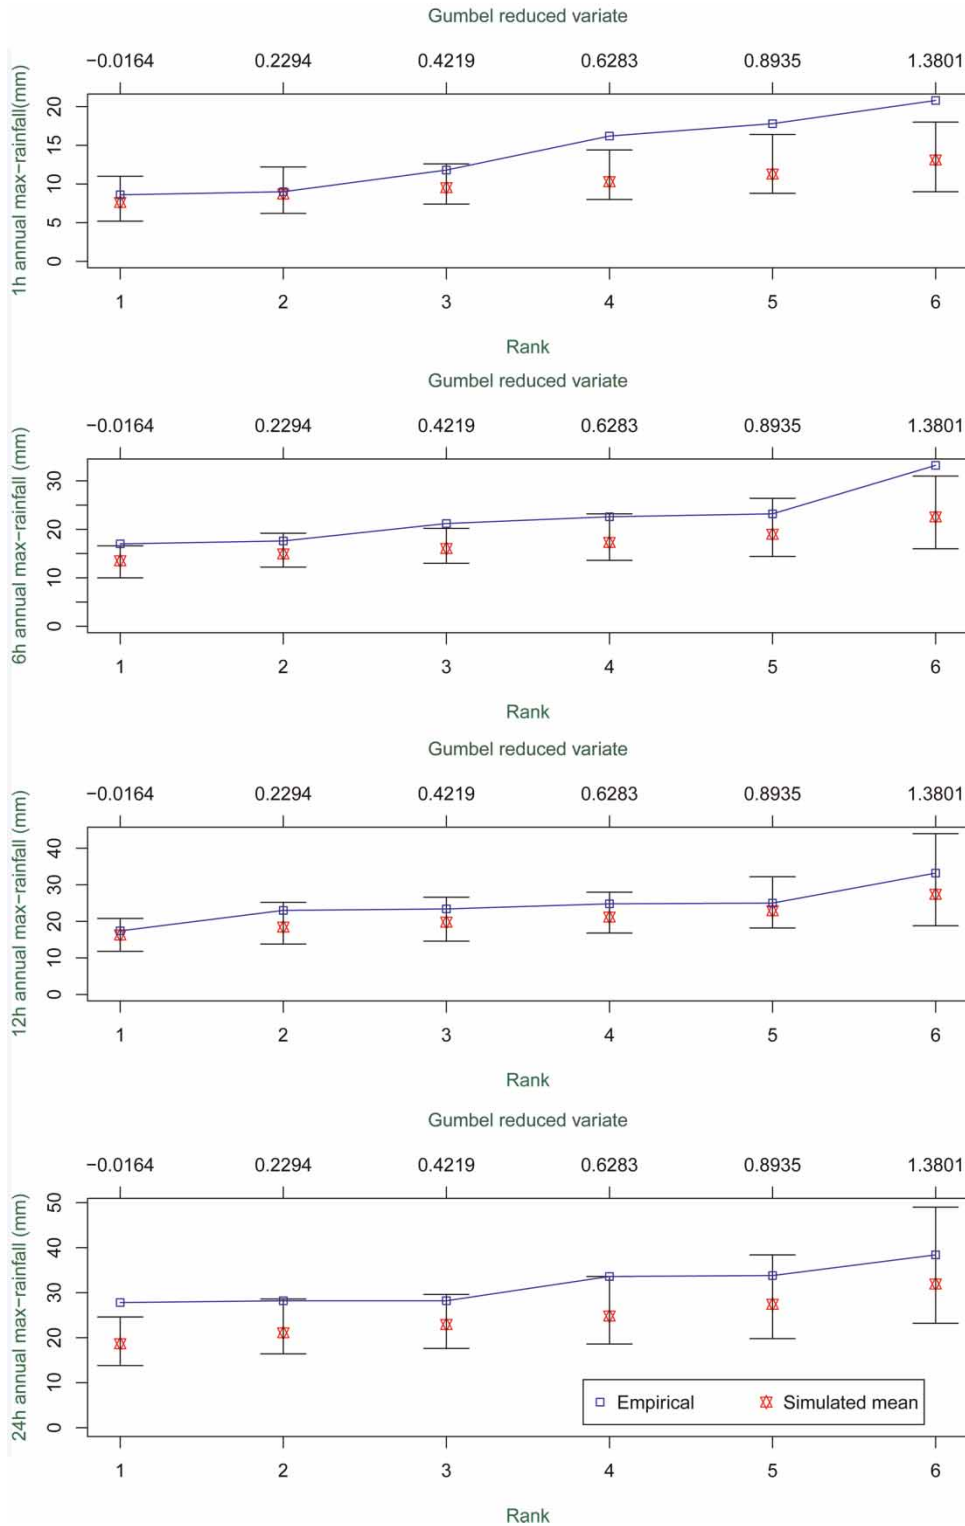 Gumbel reduced variate
−0.0164 0.2294 0.4219 0.6283 0.8935 1.3801
1h annual max−rainfall(mm)
20
15
10
5
0
1 2 3 4 5 6
Rank
Gumbel reduced variate
−0.0164 0.2294 0.4219 0.6283 0.8935 1.3801
6h annual max−rainfall (mm)
30
20
10
0
1 2 3 4 5 6
Rank
Gumbel reduced variate
−0.0164 0.2294 0.4219 0.6283 0.8935 1.3801
12h annual max−rainfall (mm)
40
30
20
10
0
1 2 3 4 5 6
Rank
Gumbel reduced variate
−0.0164 0.2294 0.4219 0.6283 0.8935 1.3801
24h annual max−rainfall (mm)
50
40
30
20
10
0
Empirical Simulated mean
1 2 3 4 5 6
Rank